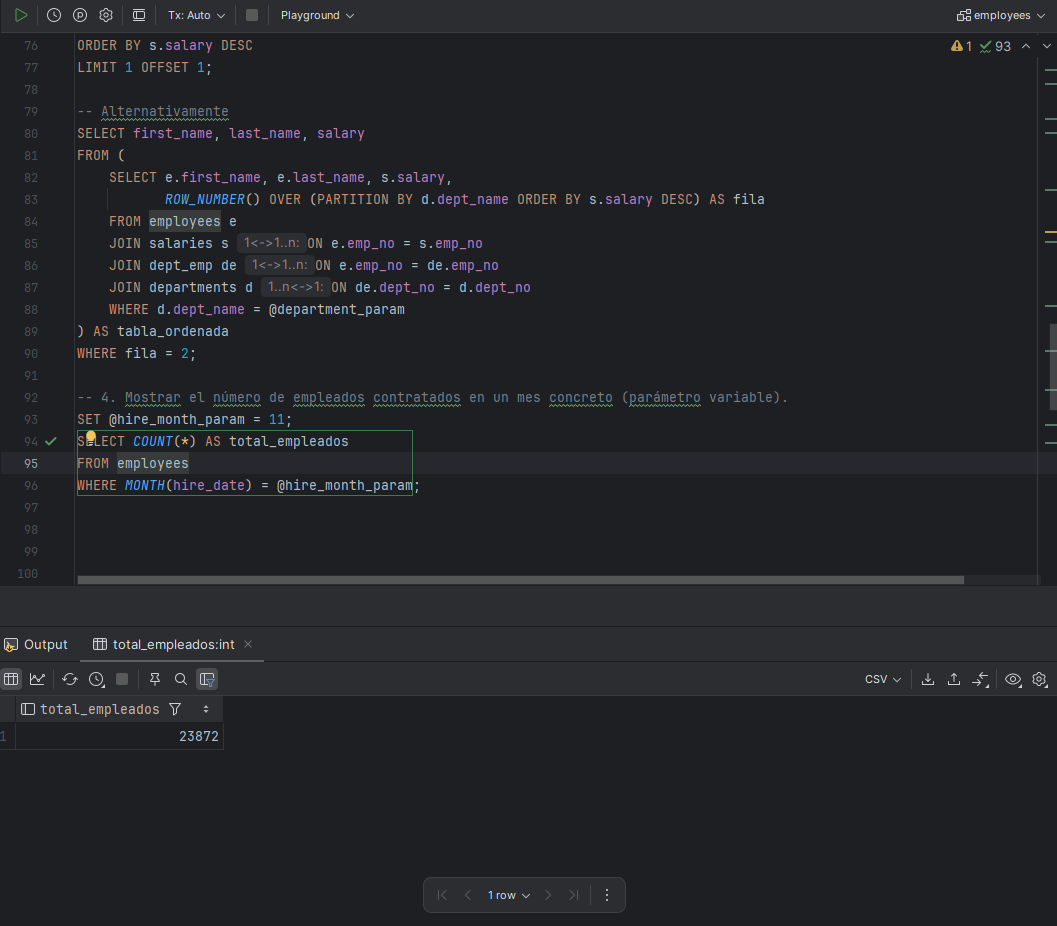 Tx: Auto Playground employees
76 ORDER BY s.salary DESC 1 93
77 LIMIT 1 OFFSET 1;
78
79 -- Alternativamente
80 SELECT first_name, last_name, salary
81 FROM (
82 SELECT e.first_name, e.last_name, s.salary,
83 ROW_NUMBER() OVER (PARTITION BY d.dept_name ORDER BY s.salary DESC) AS fila
84 FROM employees e
85 JOIN salaries s 1<->1..n: ON e.emp_no = s.emp_no
86 JOIN dept_emp de 1<->1..n: ON e.emp_no = de.emp_no
87 JOIN departments d 1..n<->1: ON de.dept_no = d.dept_no
88 WHERE d.dept_name = @department_param
89 ) AS tabla_ordenada
90 WHERE fila = 2;
91
92 -- 4. Mostrar el número de empleados contratados en un mes concreto (parámetro variable).
93 SET @hire_month_param = 11;
94 SELECT COUNT(*) AS total_empleados
95 FROM employees
96 WHERE MONTH(hire_date) = @hire_month_param;
97
98
99
100
Output total_empleados:int
CSV
total_empleados
1 23872
1 row